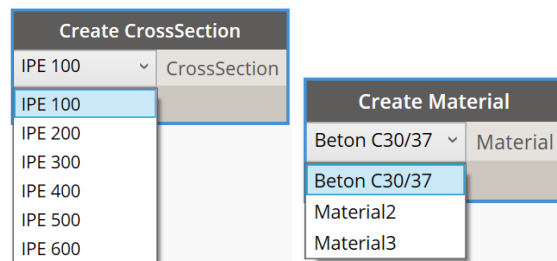 Create CrossSection
IPE 100 CrossSection
IPE 100
IPE 200
IPE 300
IPE 400
IPE 500
IPE 600
Create Material
Beton C30/37 Material
Beton C30/37
Material2
Material3